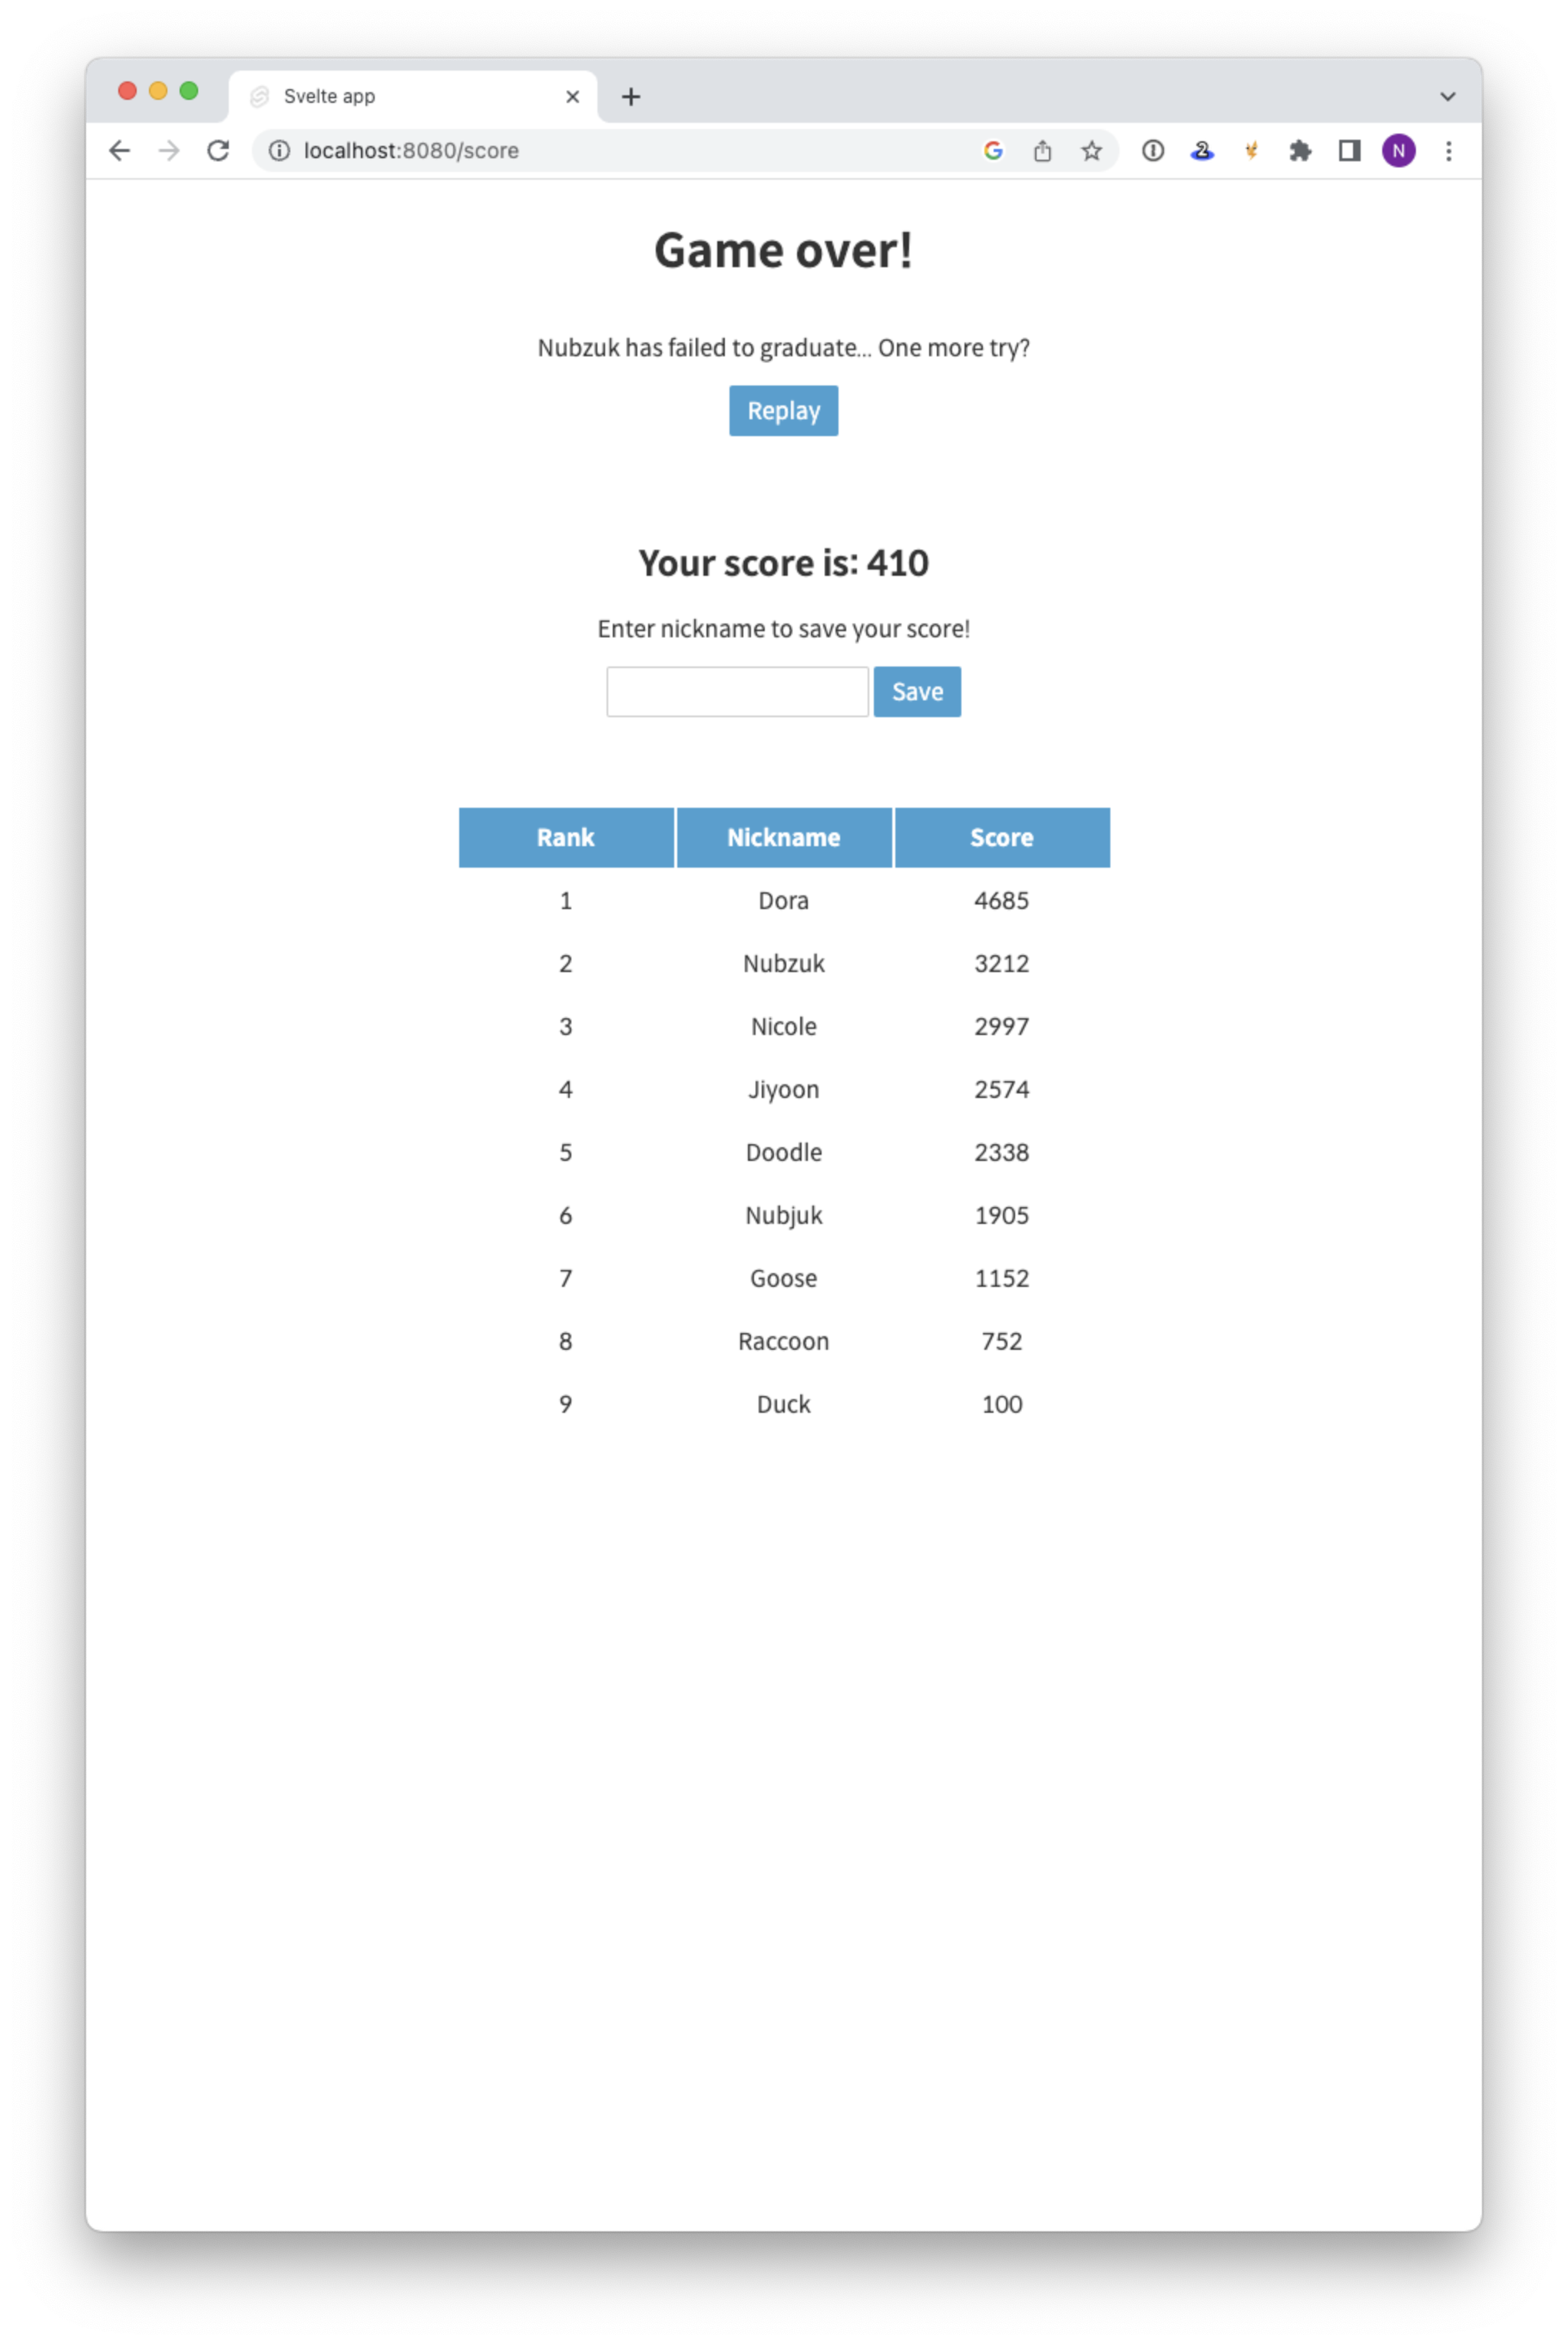 Svelte app
localhost:8080/score
N
Game over!
Nubzuk has failed to graduate... One more try?
Replay
Your score is: 410
Enter nickname to save your score!
Save
Rank Nickname Score
1 Dora 4685
2 Nubzuk 3212
3 Nicole 2997
4 Jiyoon 2574
5 Doodle 2338
6 Nubjuk 1905
7 Goose 1152
8 Raccoon 752
9 Duck 100